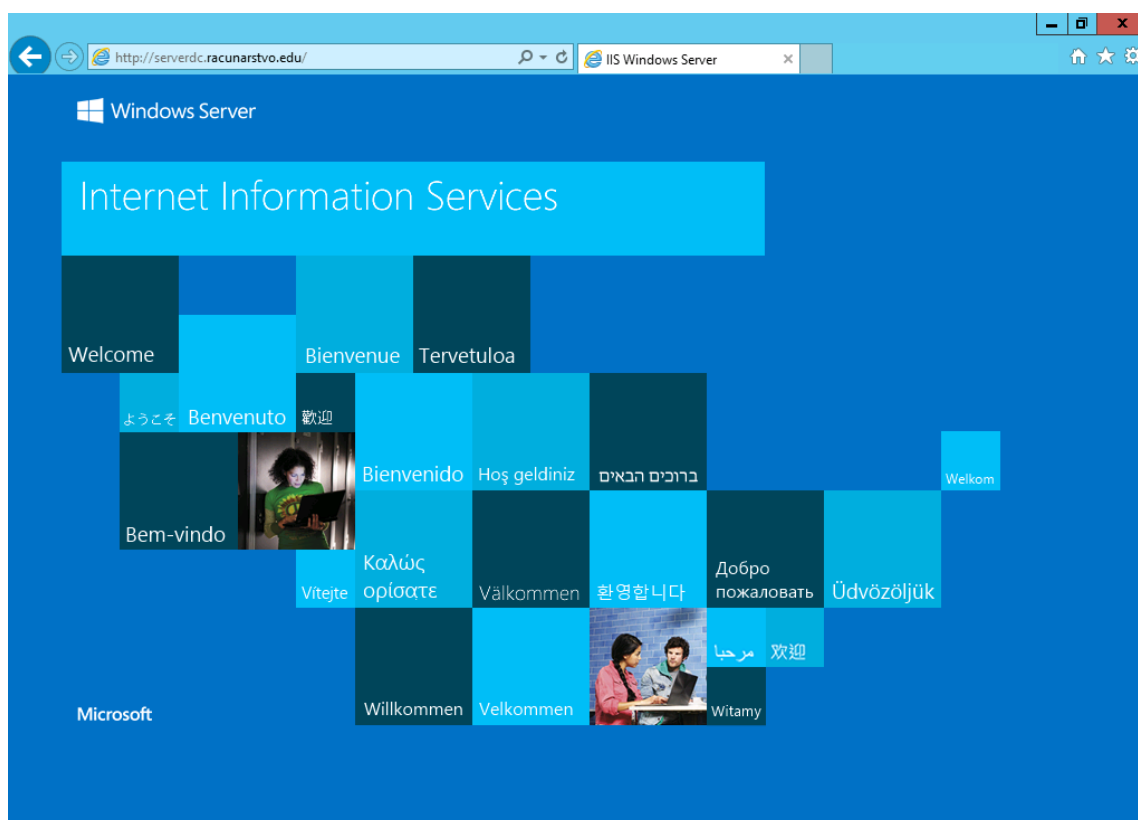 http://serverdc.racunarstvo.edu/
IIS Windows Server
Windows Server
Internet Information Services
Welcome
Bienvenue
Tervetuloa
ようこそ
Benvenuto
歡迎
Bienvenido
Hoş geldiniz
ברוכים הבאים
Welkom
Bem-vindo
Vítejte
Καλώς
ορίσατε
Välkommen
환영합니다
Добро
пожаловать
Üdvözöljük
مرحبا
欢迎
Willkommen
Velkommen
Witamy
Microsoft